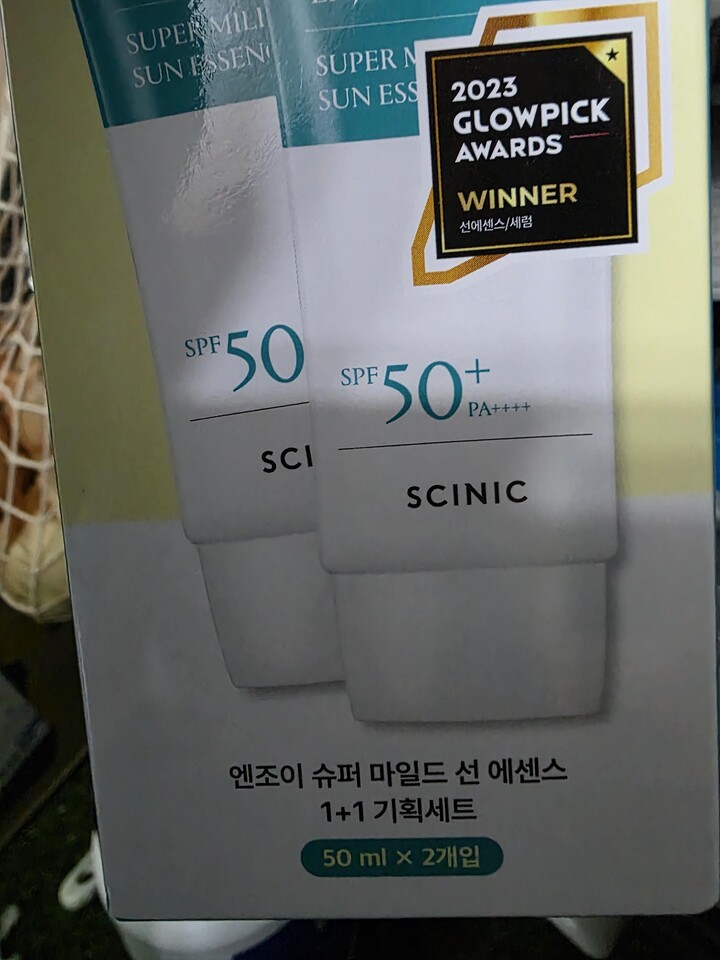 SUPER MILD
SUN ESSENC
SUPER M
SUN ESS
2023
GLOWPICK
AWARDS
WINNER
선에센스/세럼
SPF 50
SCI
SPF 50+
PA++++
SCINIC
엔조이 슈퍼 마일드 선 에센스
1+1 기획세트
50 ml × 2개입